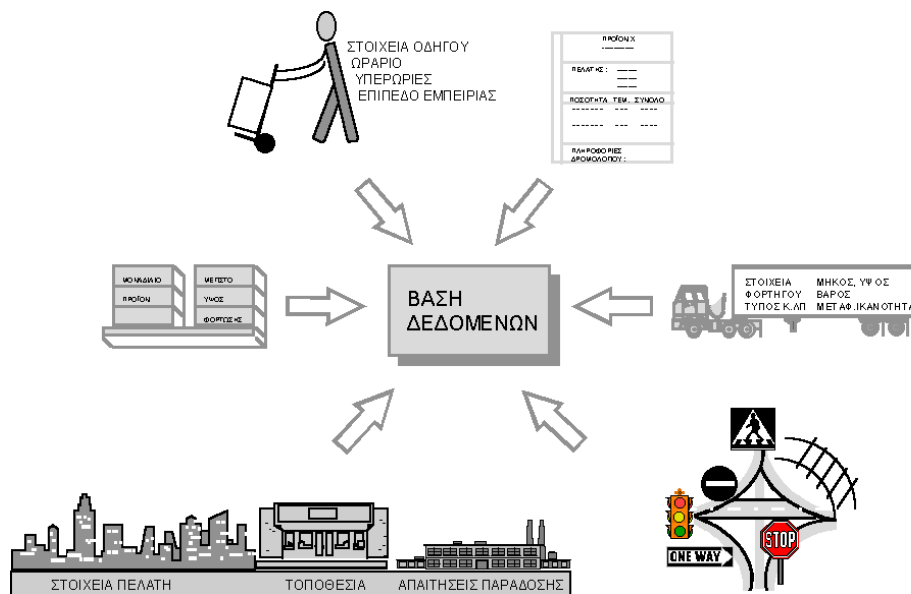 ΣΤΟΙΧΕΙΑ ΟΔΗΓΟΥ
ΩΡΑΡΙΟ
ΥΠΕΡΩΡΙΕΣ
ΕΠΙΠΕΔΟ ΕΜΠΕΙΡΙΑΣ
ΠΡΟΪΟΝ Χ
ΠΕΛΑΤΗΣ :
ΠΟΣΟΤΗΤΑ ΤΕΜ. ΣΥΝΟΛΟ
ΠΛΗΡΟΦΟΡΙΕΣ
ΔΡΟΜΟΛΟΓΙΟΥ :
ΜΟΝΑΔΙΑΙΟ
ΠΡΟΪΟΝ
ΜΕΓΙΣΤΟ
ΥΨΟΣ
ΦΟΡΤΩΣΗΣ
ΒΑΣΗ
ΔΕΔΟΜΕΝΩΝ
ΣΤΟΙΧΕΙΑ ΜΗΚΟΣ, ΥΨΟΣ
ΦΟΡΤΗΓΟΥ ΒΑΡΟΣ
ΤΥΠΟΣ Κ.ΛΠ ΜΕΤΑΦ.ΙΚΑΝΟΤΗΤΑ
STOP
ONE WAY
ΣΤΟΙΧΕΙΑ ΠΕΛΑΤΗ ΤΟΠΟΘΕΣΙΑ ΑΠΑΙΤΗΣΕΙΣ ΠΑΡΑΔΟΣΗΣ